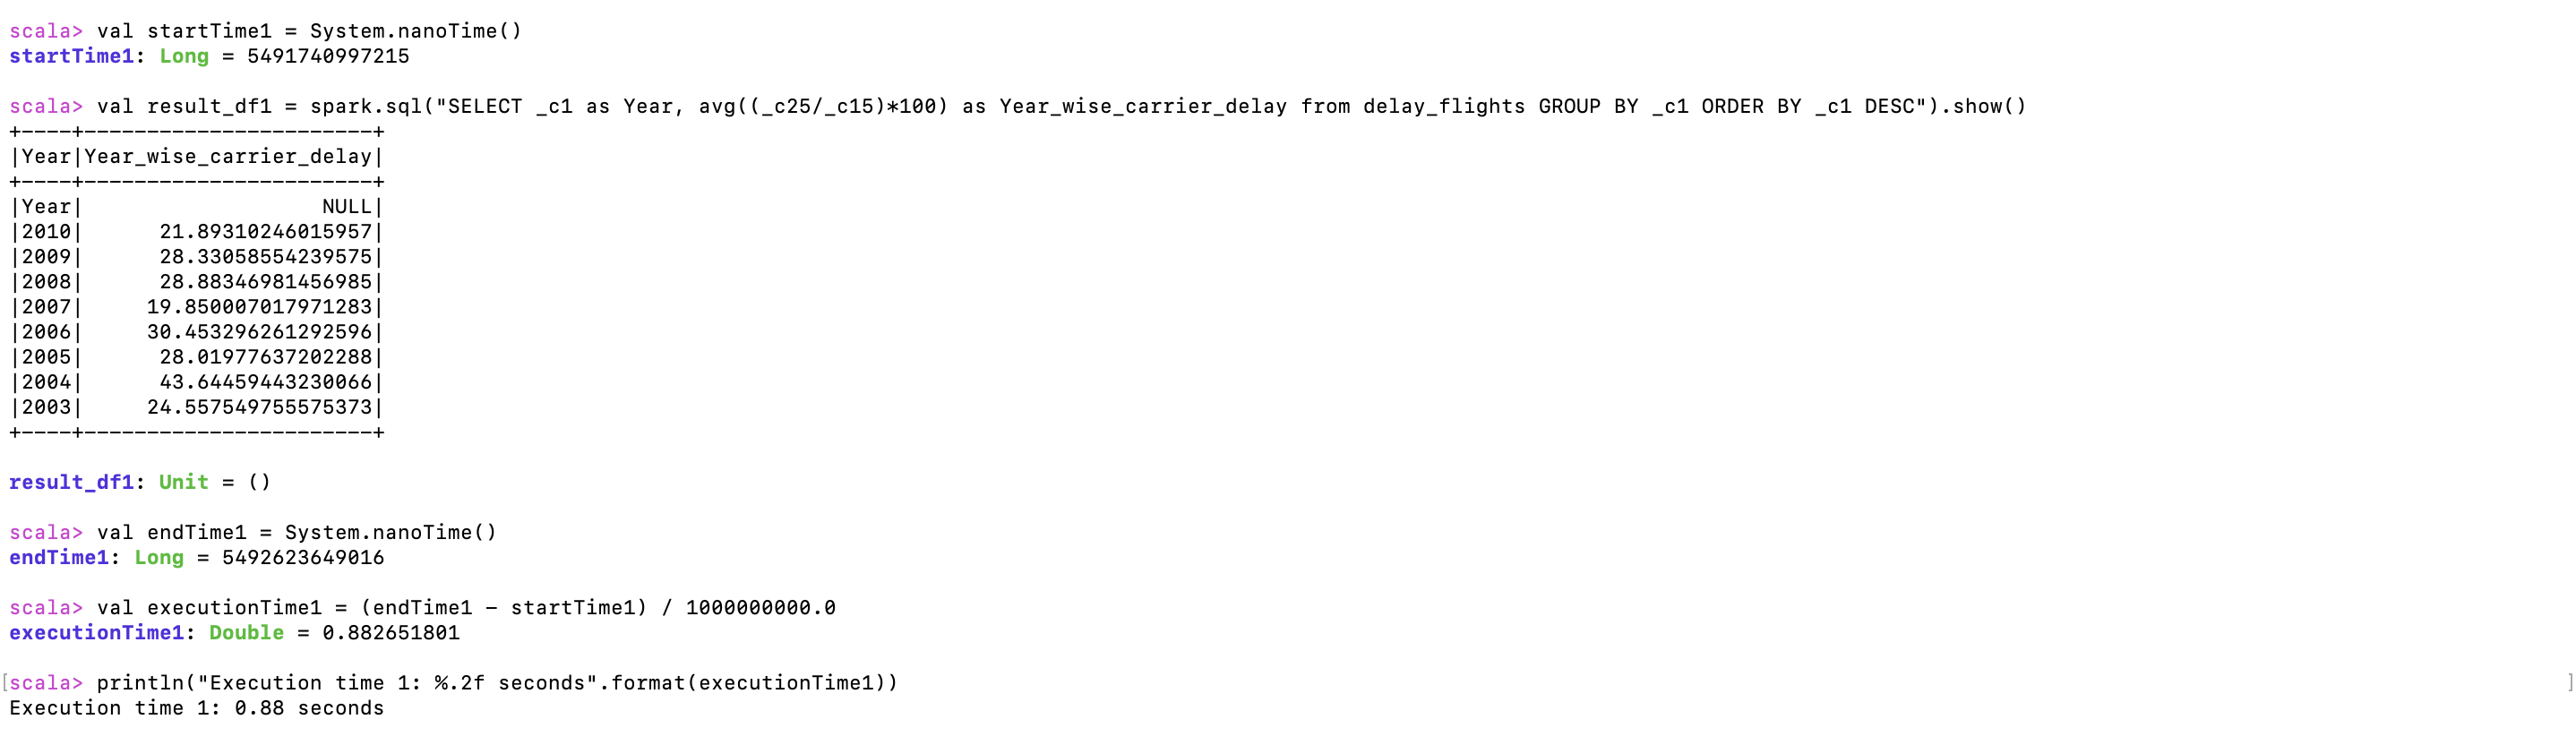 scala> val startTime1 = System.nanoTime()
startTime1: Long = 5491740997215
scala> val result_df1 = spark.sql("SELECT _c1 as Year, avg((_c25/_c15)*100) as Year_wise_carrier_delay from delay_flights GROUP BY _c1 ORDER BY _c1 DESC").show()
+----+-----------------------+
|Year|Year_wise_carrier_delay|
+----+-----------------------+
|Year|                   NULL|
|2010|      21.89310246015957|
|2009|      28.33058554239575|
|2008|      28.88346981456985|
|2007|     19.850007017971283|
|2006|     30.453296261292596|
|2005|      28.01977637202288|
|2004|      43.64459443230066|
|2003|     24.557549755575373|
+----+-----------------------+
result_df1: Unit = ()
scala> val endTime1 = System.nanoTime()
endTime1: Long = 5492623649016
scala> val executionTime1 = (endTime1 - startTime1) / 1000000000.0
executionTime1: Double = 0.882651801
[scala> println("Execution time 1: %.2f seconds".format(executionTime1)) ]
Execution time 1: 0.88 seconds